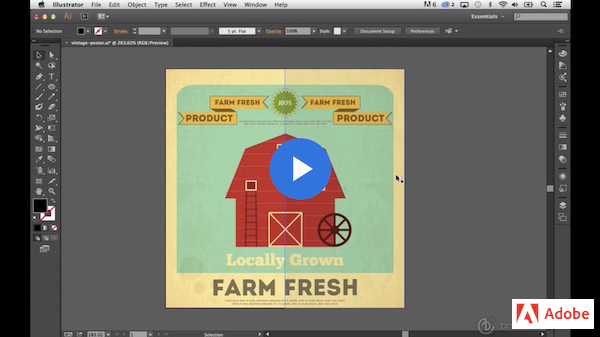 Illustrator File Edit Object Type Select Effect View Window Help
Essentials
No Selection Stroke: 5 pt. Flat Opacity: 100% Style: Document Setup Preferences
vintage-poster.ai* @ 283.02% (RGB/Preview)
FARM FRESH 100% FARM FRESH
PRODUCT PRODUCT
Locally Grown
FARM FRESH
Selection
Adobe